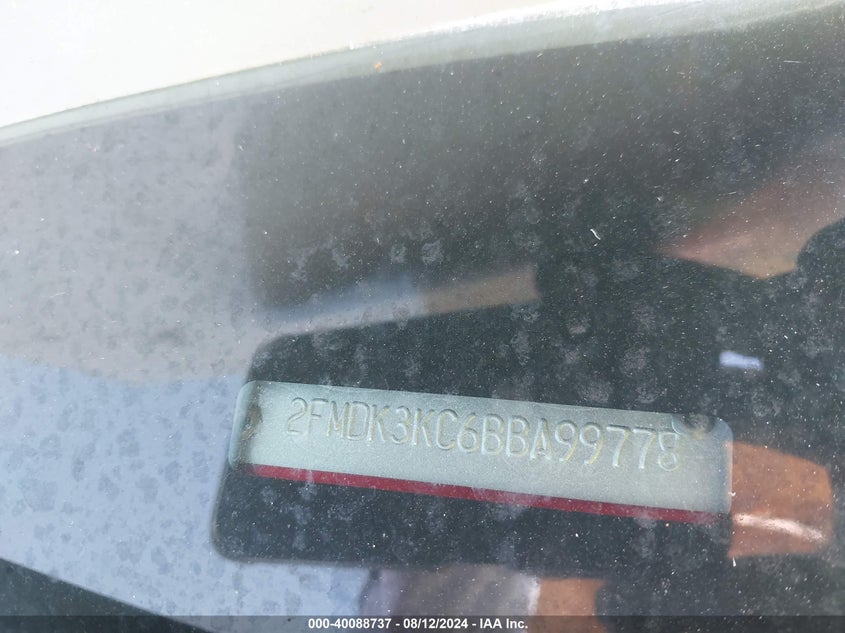 2FMDK3KC6BBA99778
000-40088737 - 08/12/2024 - IAA Inc.